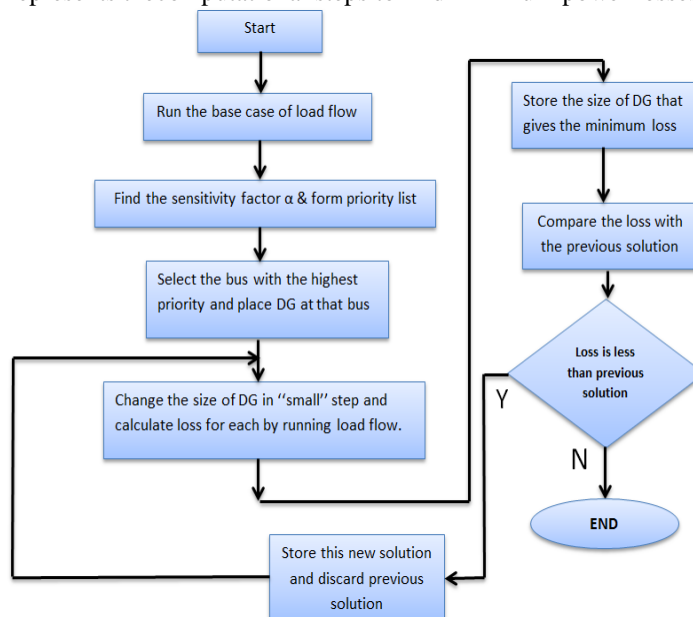 Start
Run the base case of load flow
Find the sensitivity factor α & form priority list
Select the bus with the highest
priority and place DG at that bus
Change the size of DG in “small” step and
calculate loss for each by running load flow.
Store the size of DG that
gives the minimum loss
Compare the loss with
the previous solution
Loss is less
than previous
solution
Y
N
END
Store this new solution
and discard previous
solution